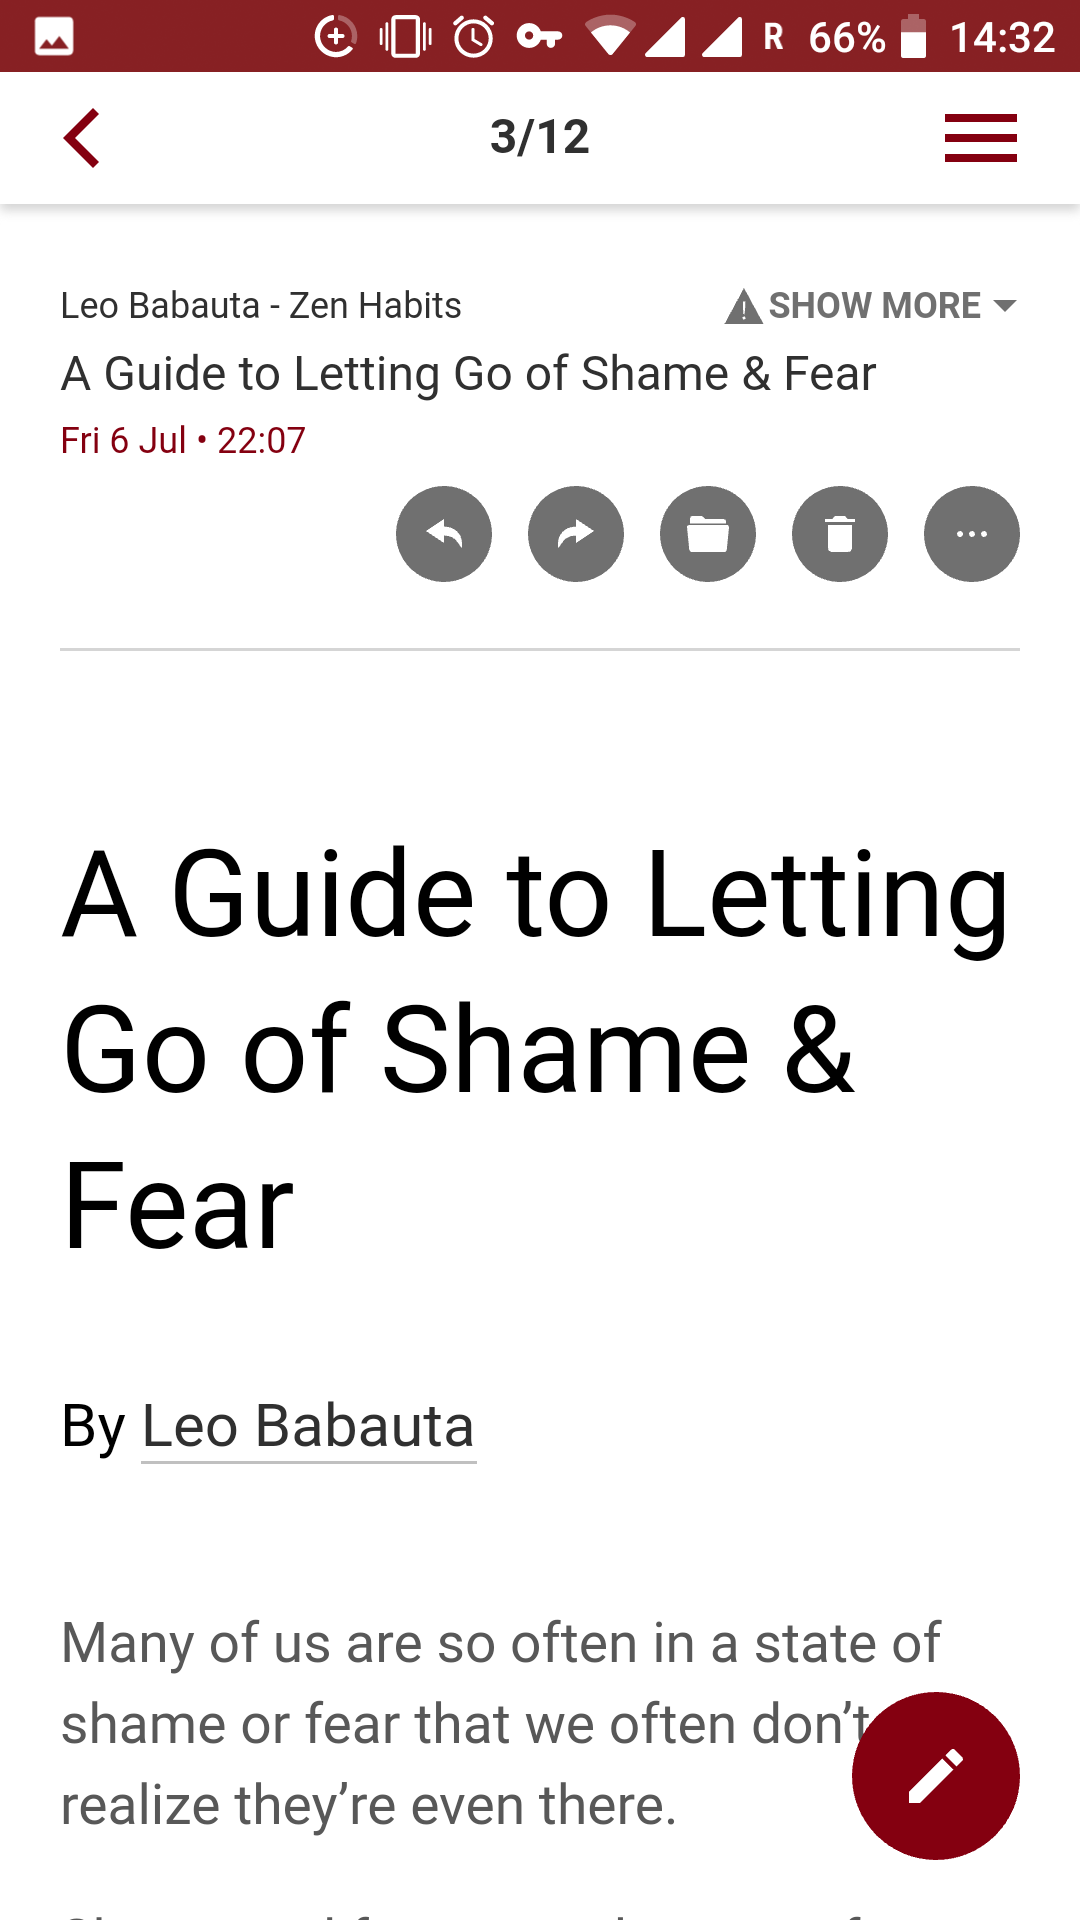 R 66% 14:32
3/12
Leo Babauta - Zen Habits
SHOW MORE
A Guide to Letting Go of Shame & Fear
Fri 6 Jul • 22:07
A Guide to Letting
Go of Shame &
Fear
By Leo Babauta
Many of us are so often in a state of
shame or fear that we often don’t
realize they’re even there.